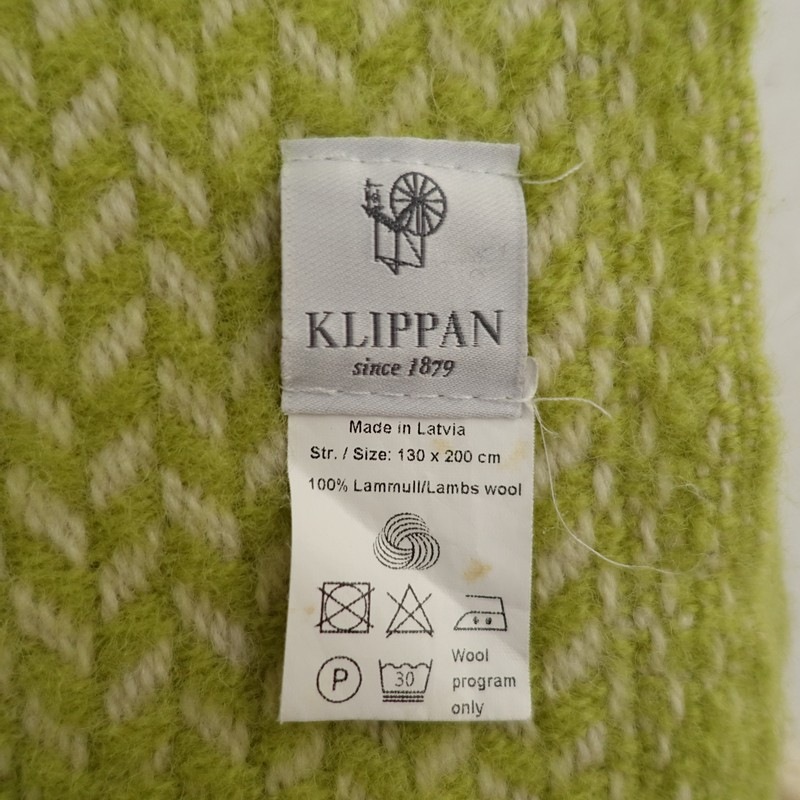 KLIPPAN
since 1879
Made in Latvia
Str. / Size: 130 x 200 cm
100% Lammull/Lambs wool
P
30
Wool
program
only